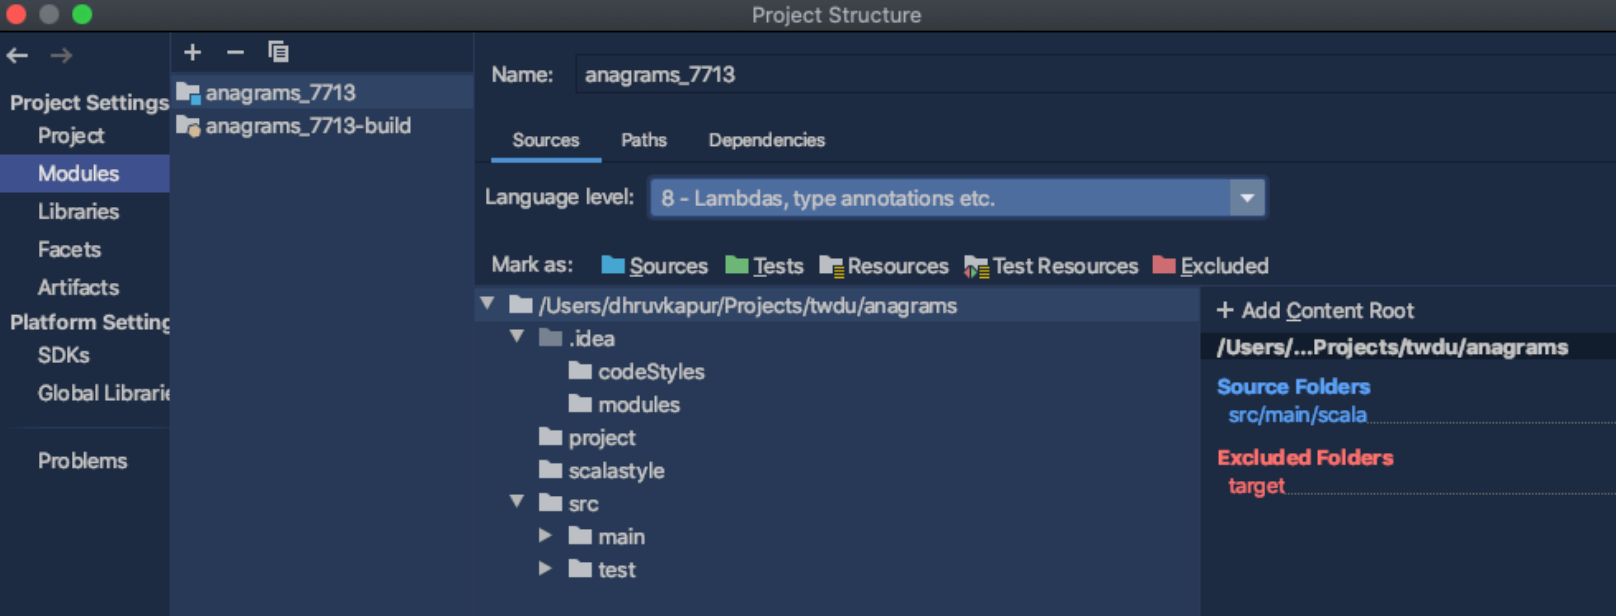 Project Structure
Project Settings
Project
Modules
Libraries
Facets
Artifacts
Platform Setting
SDKs
Global Librarie
Problems
anagrams_7713
anagrams_7713-build
Name: anagrams_7713
Sources Paths Dependencies
Language level: 8 - Lambdas, type annotations etc.
Mark as: Sources Tests Resources Test Resources Excluded
/Users/dhruvkapur/Projects/twdu/anagrams
.idea
codeStyles
modules
project
scalastyle
src
main
test
+ Add Content Root
/Users/...Projects/twdu/anagrams
Source Folders
src/main/scala
Excluded Folders
target